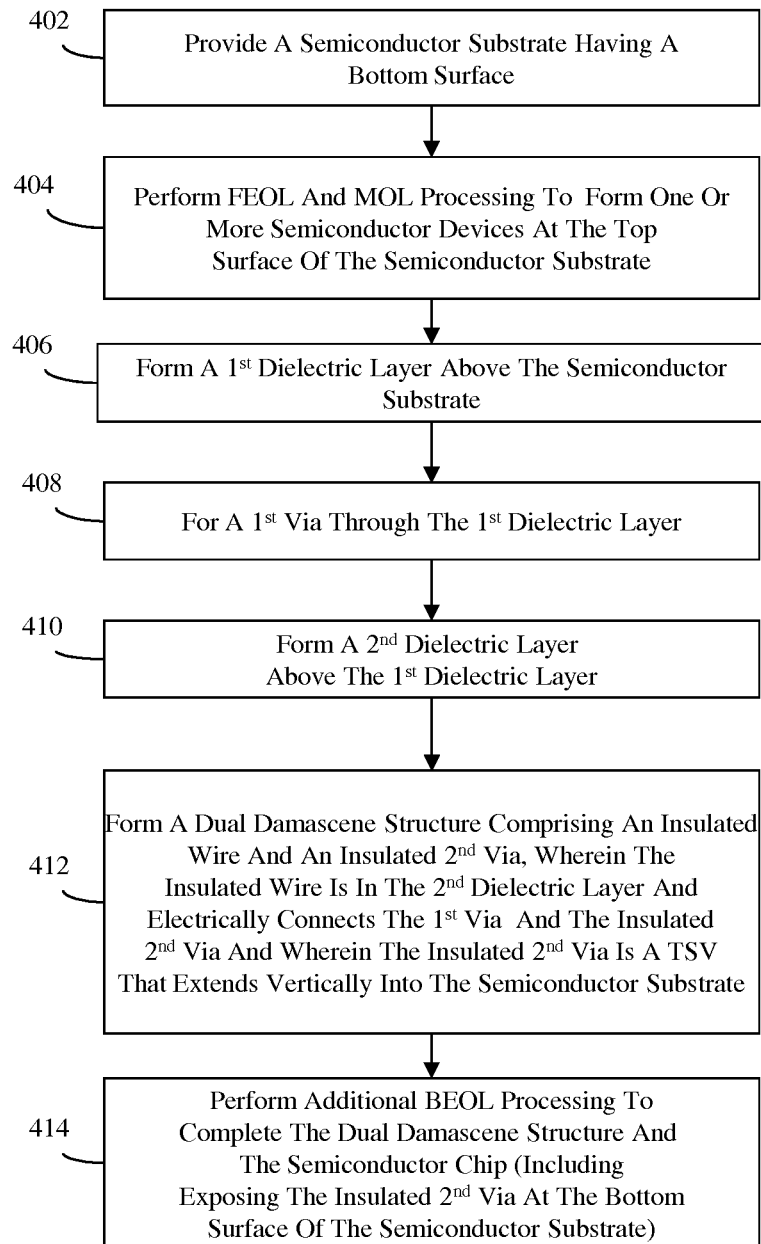 402
Provide A Semiconductor Substrate Having A
Bottom Surface
404
Perform FEOL And MOL Processing To Form One Or
More Semiconductor Devices At The Top
Surface Of The Semiconductor Substrate
406
Form A 1st Dielectric Layer Above The Semiconductor
Substrate
408
For A 1st Via Through The 1st Dielectric Layer
410
Form A 2nd Dielectric Layer
Above The 1st Dielectric Layer
412
Form A Dual Damascene Structure Comprising An Insulated
Wire And An Insulated 2nd Via, Wherein The
Insulated Wire Is In The 2nd Dielectric Layer And
Electrically Connects The 1st Via And The Insulated
2nd Via And Wherein The Insulated 2nd Via Is A TSV
That Extends Vertically Into The Semiconductor Substrate
414
Perform Additional BEOL Processing To
Complete The Dual Damascene Structure And
The Semiconductor Chip (Including
Exposing The Insulated 2nd Via At The Bottom
Surface Of The Semiconductor Substrate)